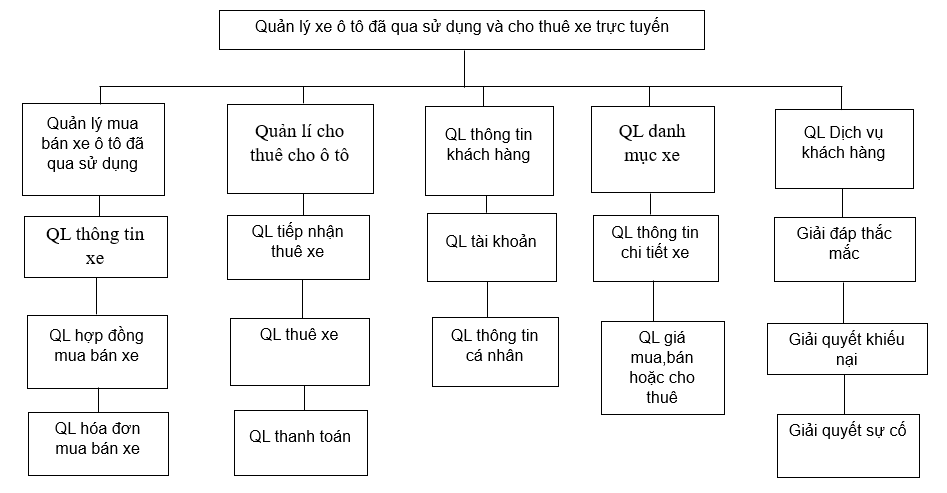 Quản lý xe ô tô đã qua sử dụng và cho thuê xe trực tuyến
Quản lý mua
bán xe ô tô đã
qua sử dụng
Quản lí cho
thuê cho ô tô
QL thông tin
khách hàng
QL danh
mục xe
QL Dịch vụ
khách hàng
QL thông tin
xe
QL tiếp nhận
thuê xe
QL tài khoản
QL thông tin
chi tiết xe
Giải đáp thắc
mắc
QL hợp đồng
mua bán xe
QL thuê xe
QL thông tin
cá nhân
QL giá
mua,bán
hoặc cho
thuê
Giải quyết khiếu
nại
QL hóa đơn
mua bán xe
QL thanh toán
Giải quyết sự cố